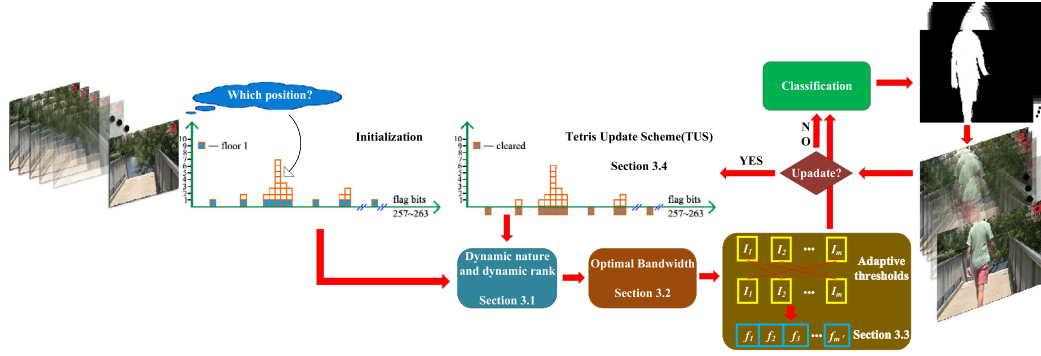 Which position?
Initialization
10
9
8
7
6
5
4
3
2
1
— floor 1
flag bits
257~263
Tetris Update Scheme(TUS)
Section 3.4
10
9
8
7
6
5
4
3
2
1
— cleared
flag bits
257~263
YES
N
O
Upadate?
Classification
Dynamic nature
and dynamic rank
Section 3.1
Optimal Bandwidth
Section 3.2
I1 I2 ••• Im
Adaptive
thresholds
I1 I2 ••• Im
f1 f2 f3 ••• fm'
Section 3.3